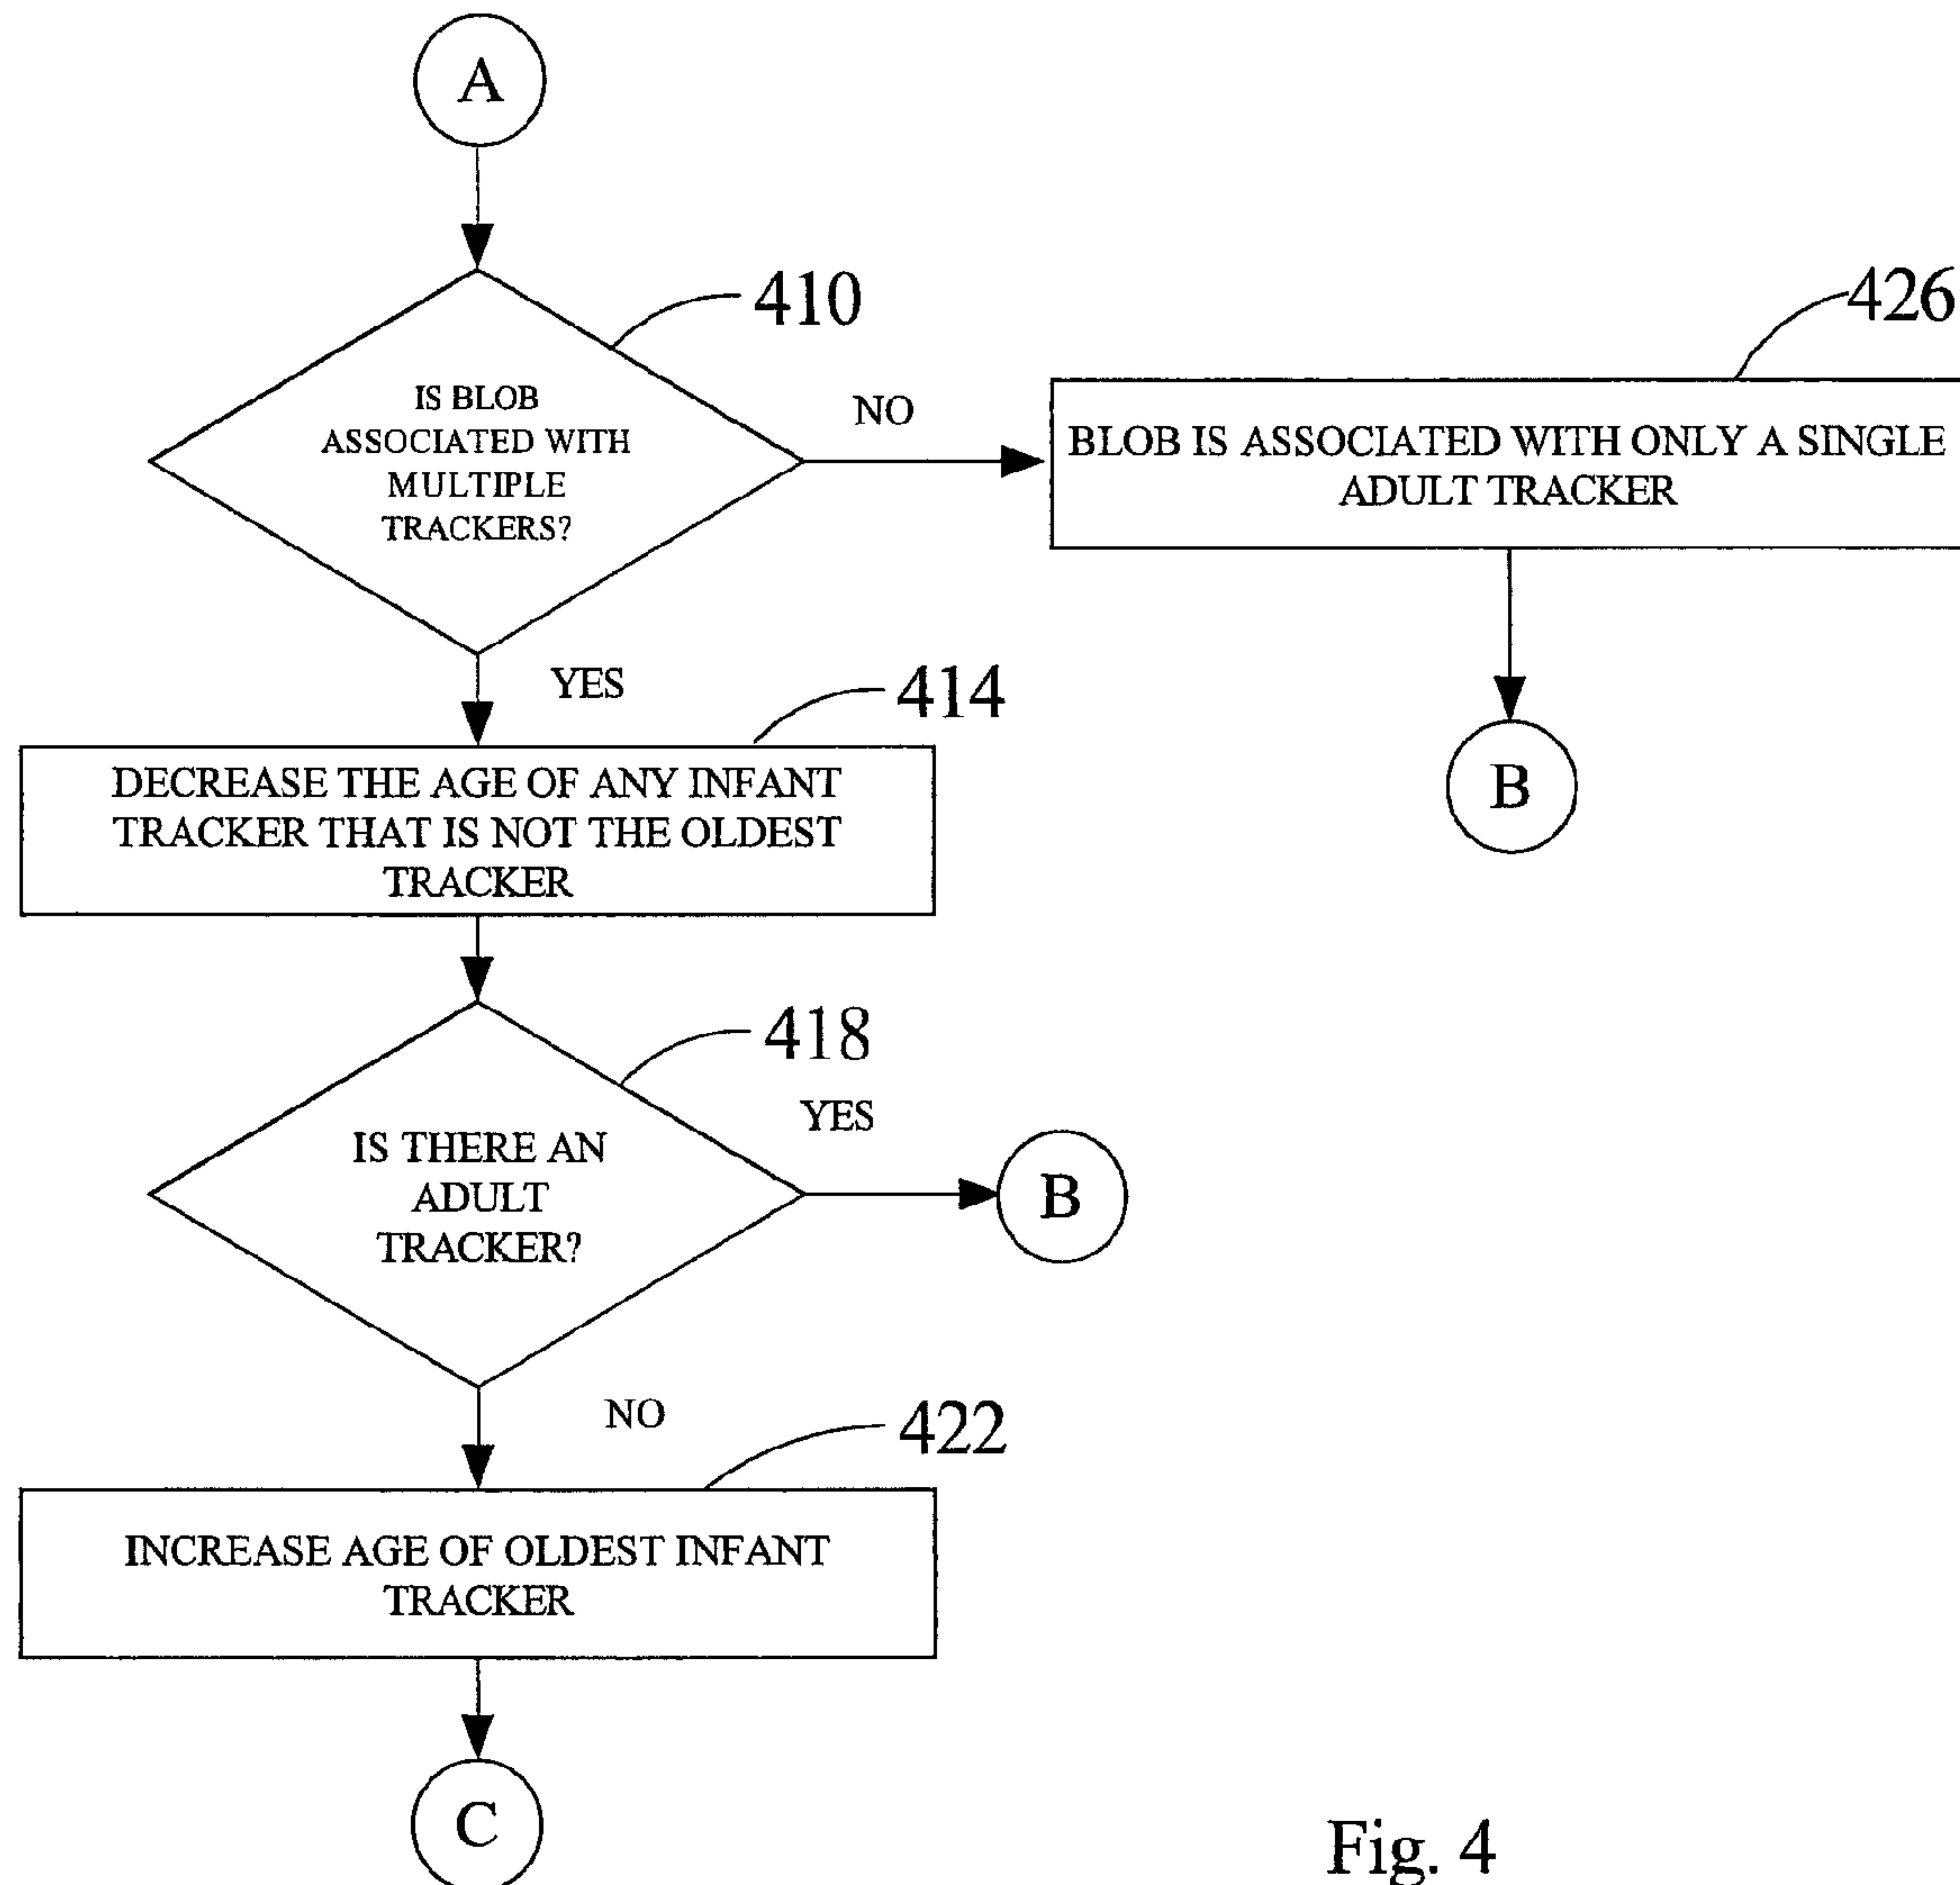 A
410
IS BLOB
ASSOCIATED WITH
MULTIPLE
TRACKERS?
NO
426
BLOB IS ASSOCIATED WITH ONLY A SINGLE
ADULT TRACKER
B
YES
414
DECREASE THE AGE OF ANY INFANT
TRACKER THAT IS NOT THE OLDEST
TRACKER
418
IS THERE AN
ADULT
TRACKER?
YES
B
NO
422
INCREASE AGE OF OLDEST INFANT
TRACKER
C
Fig. 4